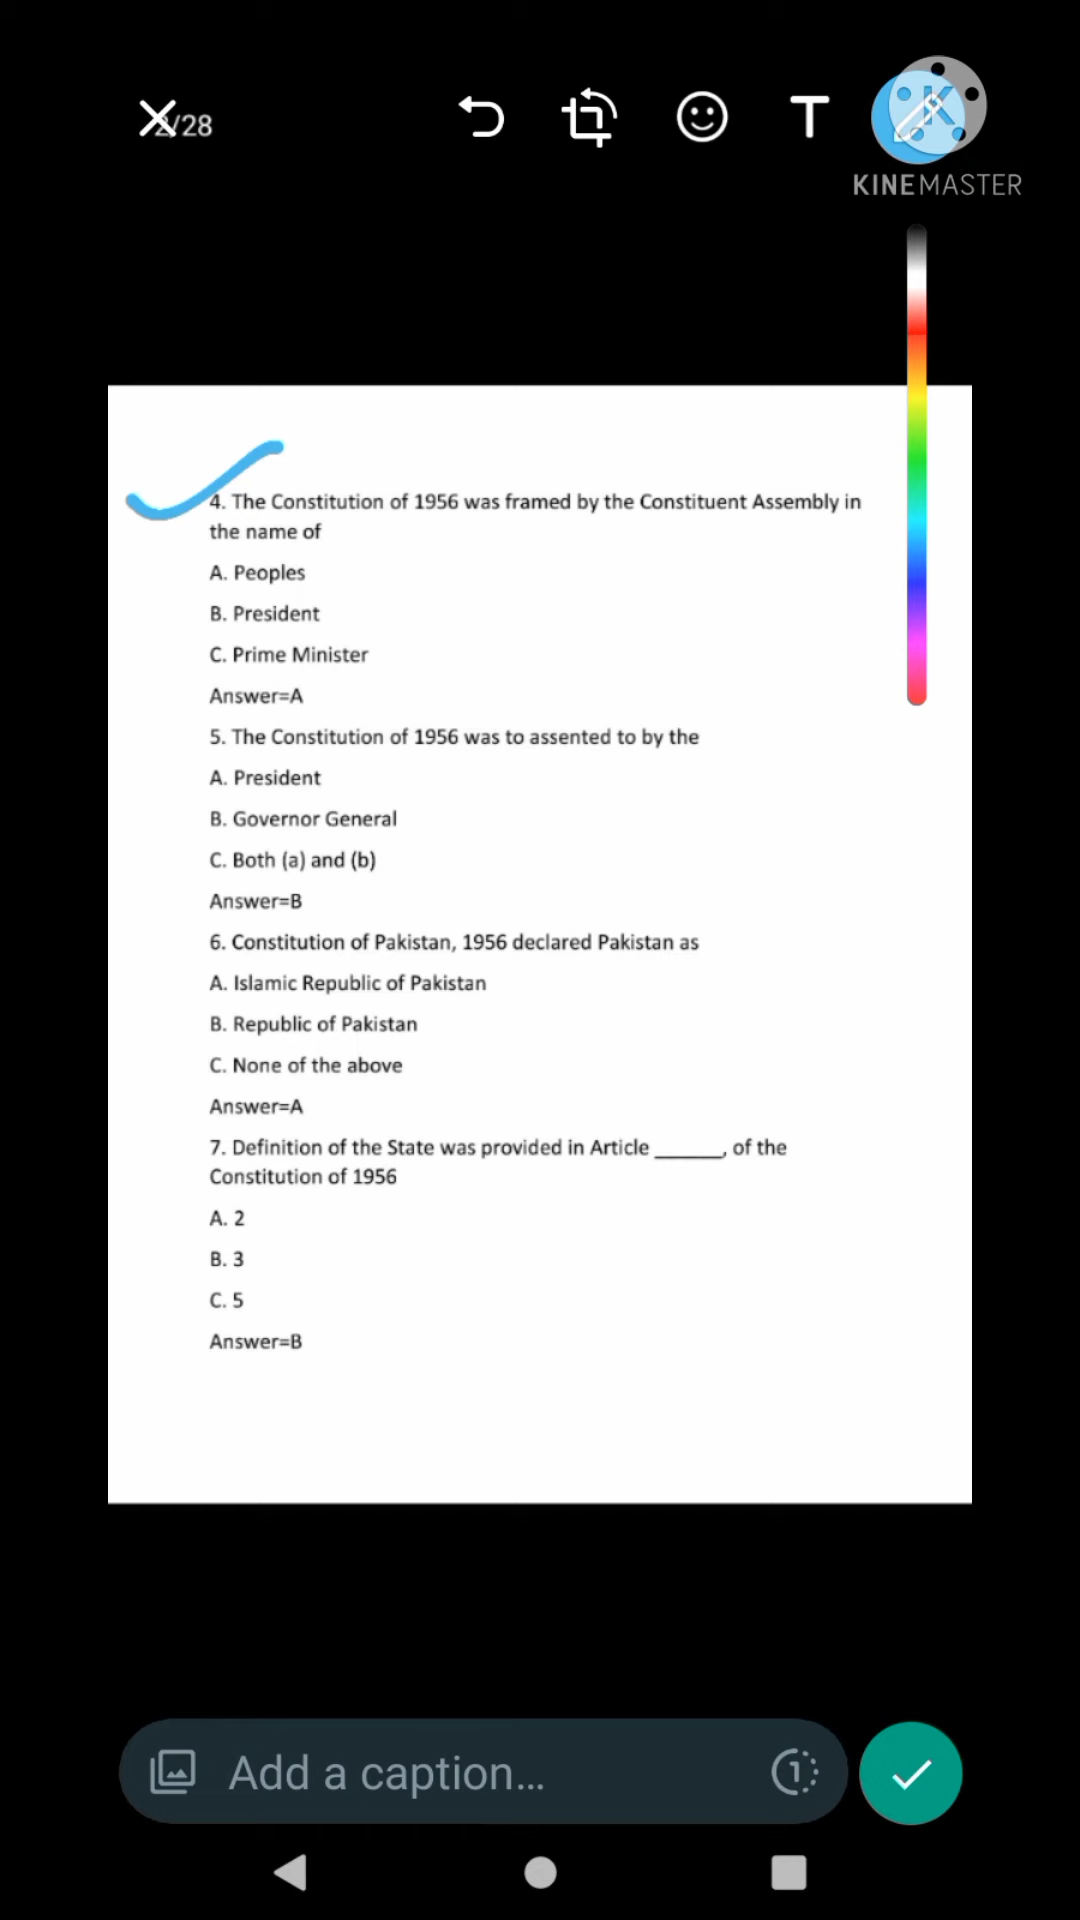 2/28
T
KINEMASTER
4. The Constitution of 1956 was framed by the Constituent Assembly in
the name of
A. Peoples
B. President
C. Prime Minister
Answer=A
5. The Constitution of 1956 was to assented to by the
A. President
B. Governor General
C. Both (a) and (b)
Answer=B
6. Constitution of Pakistan, 1956 declared Pakistan as
A. Islamic Republic of Pakistan
B. Republic of Pakistan
C. None of the above
Answer=A
7. Definition of the State was provided in Article ______, of the
Constitution of 1956
A. 2
B. 3
C. 5
Answer=B
Add a caption...
1